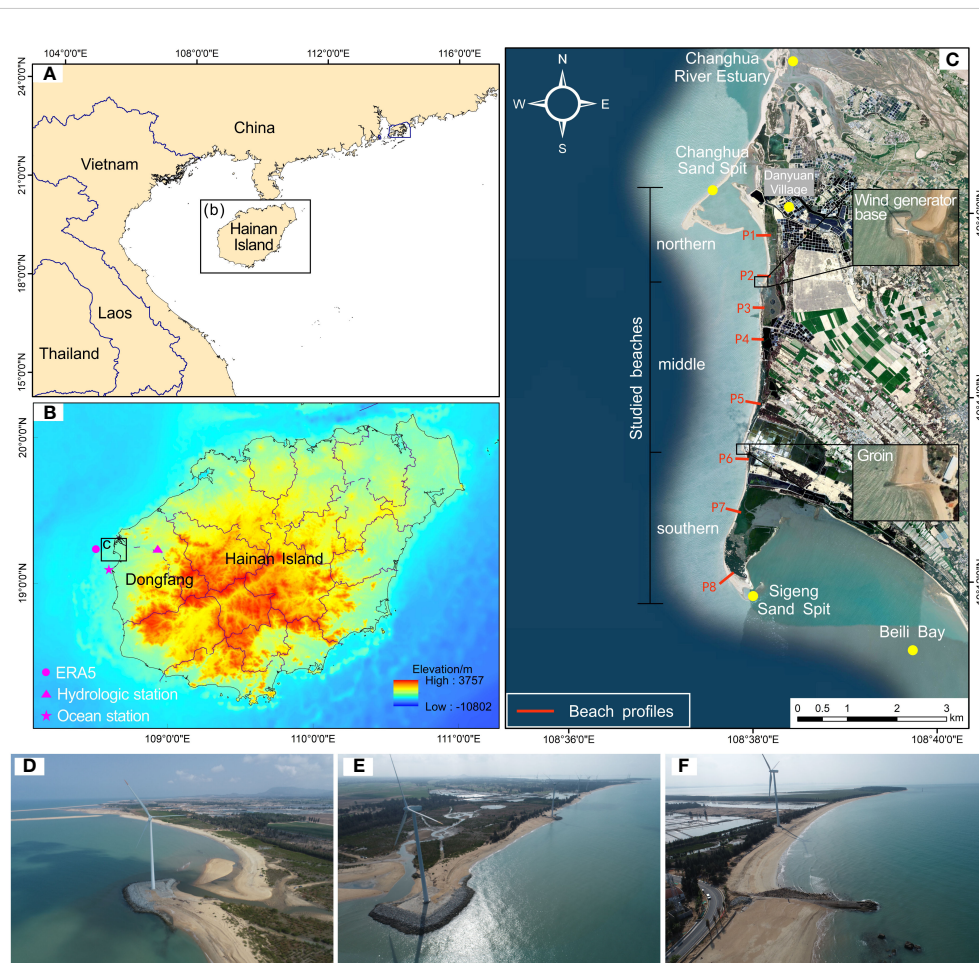 104°0'0"E
108°0'0"E
112°0'0"E
116°0'0"E
A
24°0'0"N
21°0'0"N
18°0'0"N
15°0'0"N
China
Vietnam
(b)
Hainan
Island
Laos
Thailand
B
20°0'0"N
19°0'0"N
C
Hainan Island
Dongfang
ERA5
Hydrologic station
Ocean station
Elevation/m
High : 3757
Low : -10802
109°0'0"E
110°0'0"E
111°0'0"E
C
N
W
E
S
Changhua
River Estuary
Changhua
Sand Spit
Danyuan
Village
Wind generator
base
northern
P1
P2
P3
P4
middle
Studied beaches
P5
P6
Groin
P7
southern
P8
Sigeng
Sand Spit
Beili Bay
Beach profiles
0 0.5 1 2 3
km
108°36'0"E
108°38'0"E
108°40'0"E
D
E
F